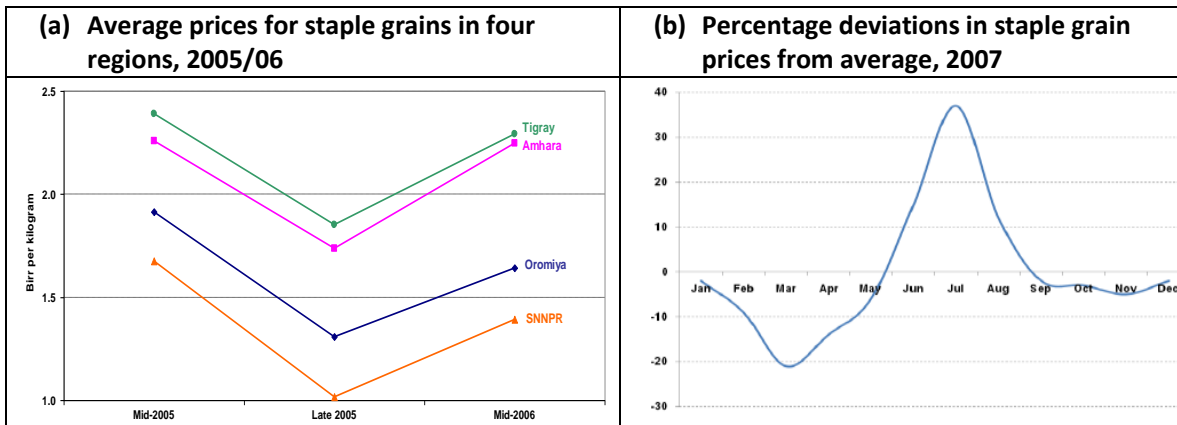 (a) Average prices for staple grains in four
regions, 2005/06
Birr per kilogram
2.5
2.0
1.5
1.0
Tigray
Amhara
Oromiya
SNNPR
Mid-2005 Late 2005 Mid-2006
(b) Percentage deviations in staple grain
prices from average, 2007
40
30
20
10
0
-10
-20
-30
Jan Feb Mar Apr May Jun Jul Aug Sep Oct Nov Dec